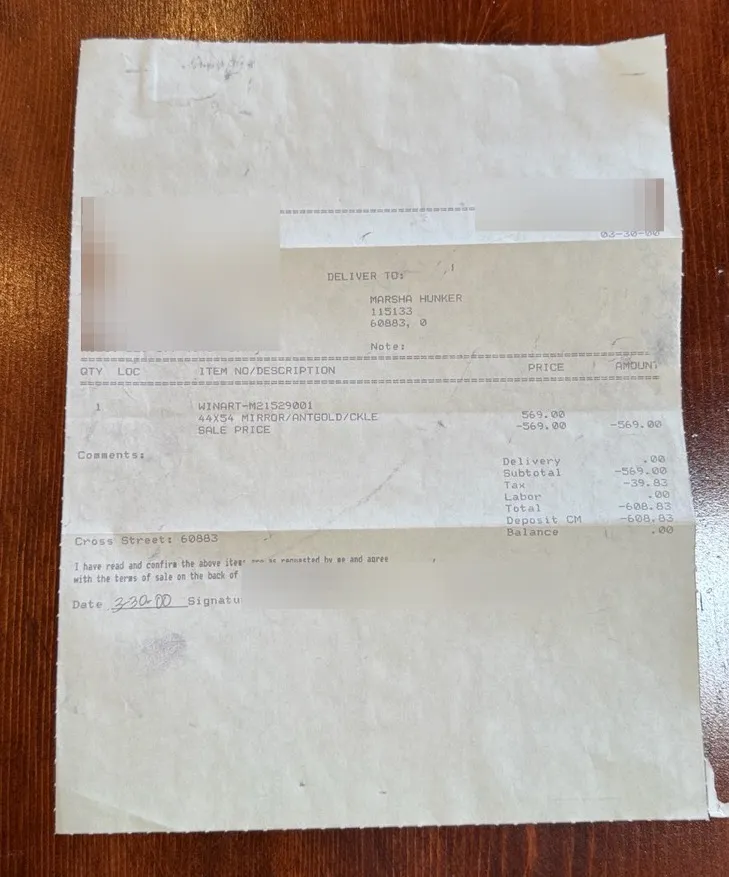 03-30-00
DELIVER TO:
MARSHA HUNKER
115133
60883, 0
Note:
QTY LOC ITEM NO/DESCRIPTION PRICE AMOUNT
1 WINART-M21529001
44X54 MIRROR/ANTGOLD/CKLE 569.00
SALE PRICE -569.00 -569.00
Comments:
Delivery .00
Subtotal -569.00
Tax -39.83
Labor .00
Total -608.83
Deposit CM -608.83
Balance .00
Cross Street: 60883
I have read and confirm the above items are as requested by me and agree
with the terms of sale on the back of
Date 3-30-00 Signatu